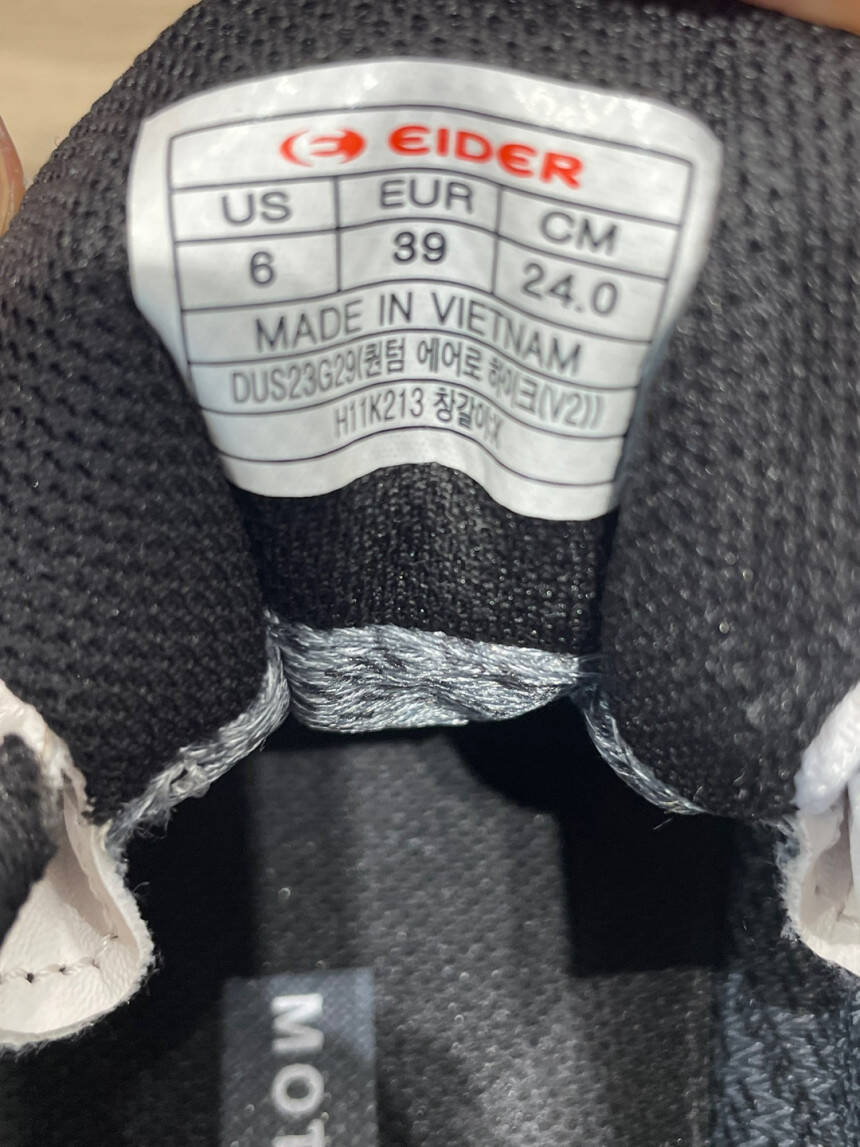 EIDER
US EUR CM
6 39 24.0
MADE IN VIETNAM
DUS23G29(퀀텀 에어로 하이크(V2))
H11K213 창갈이:X
MOT